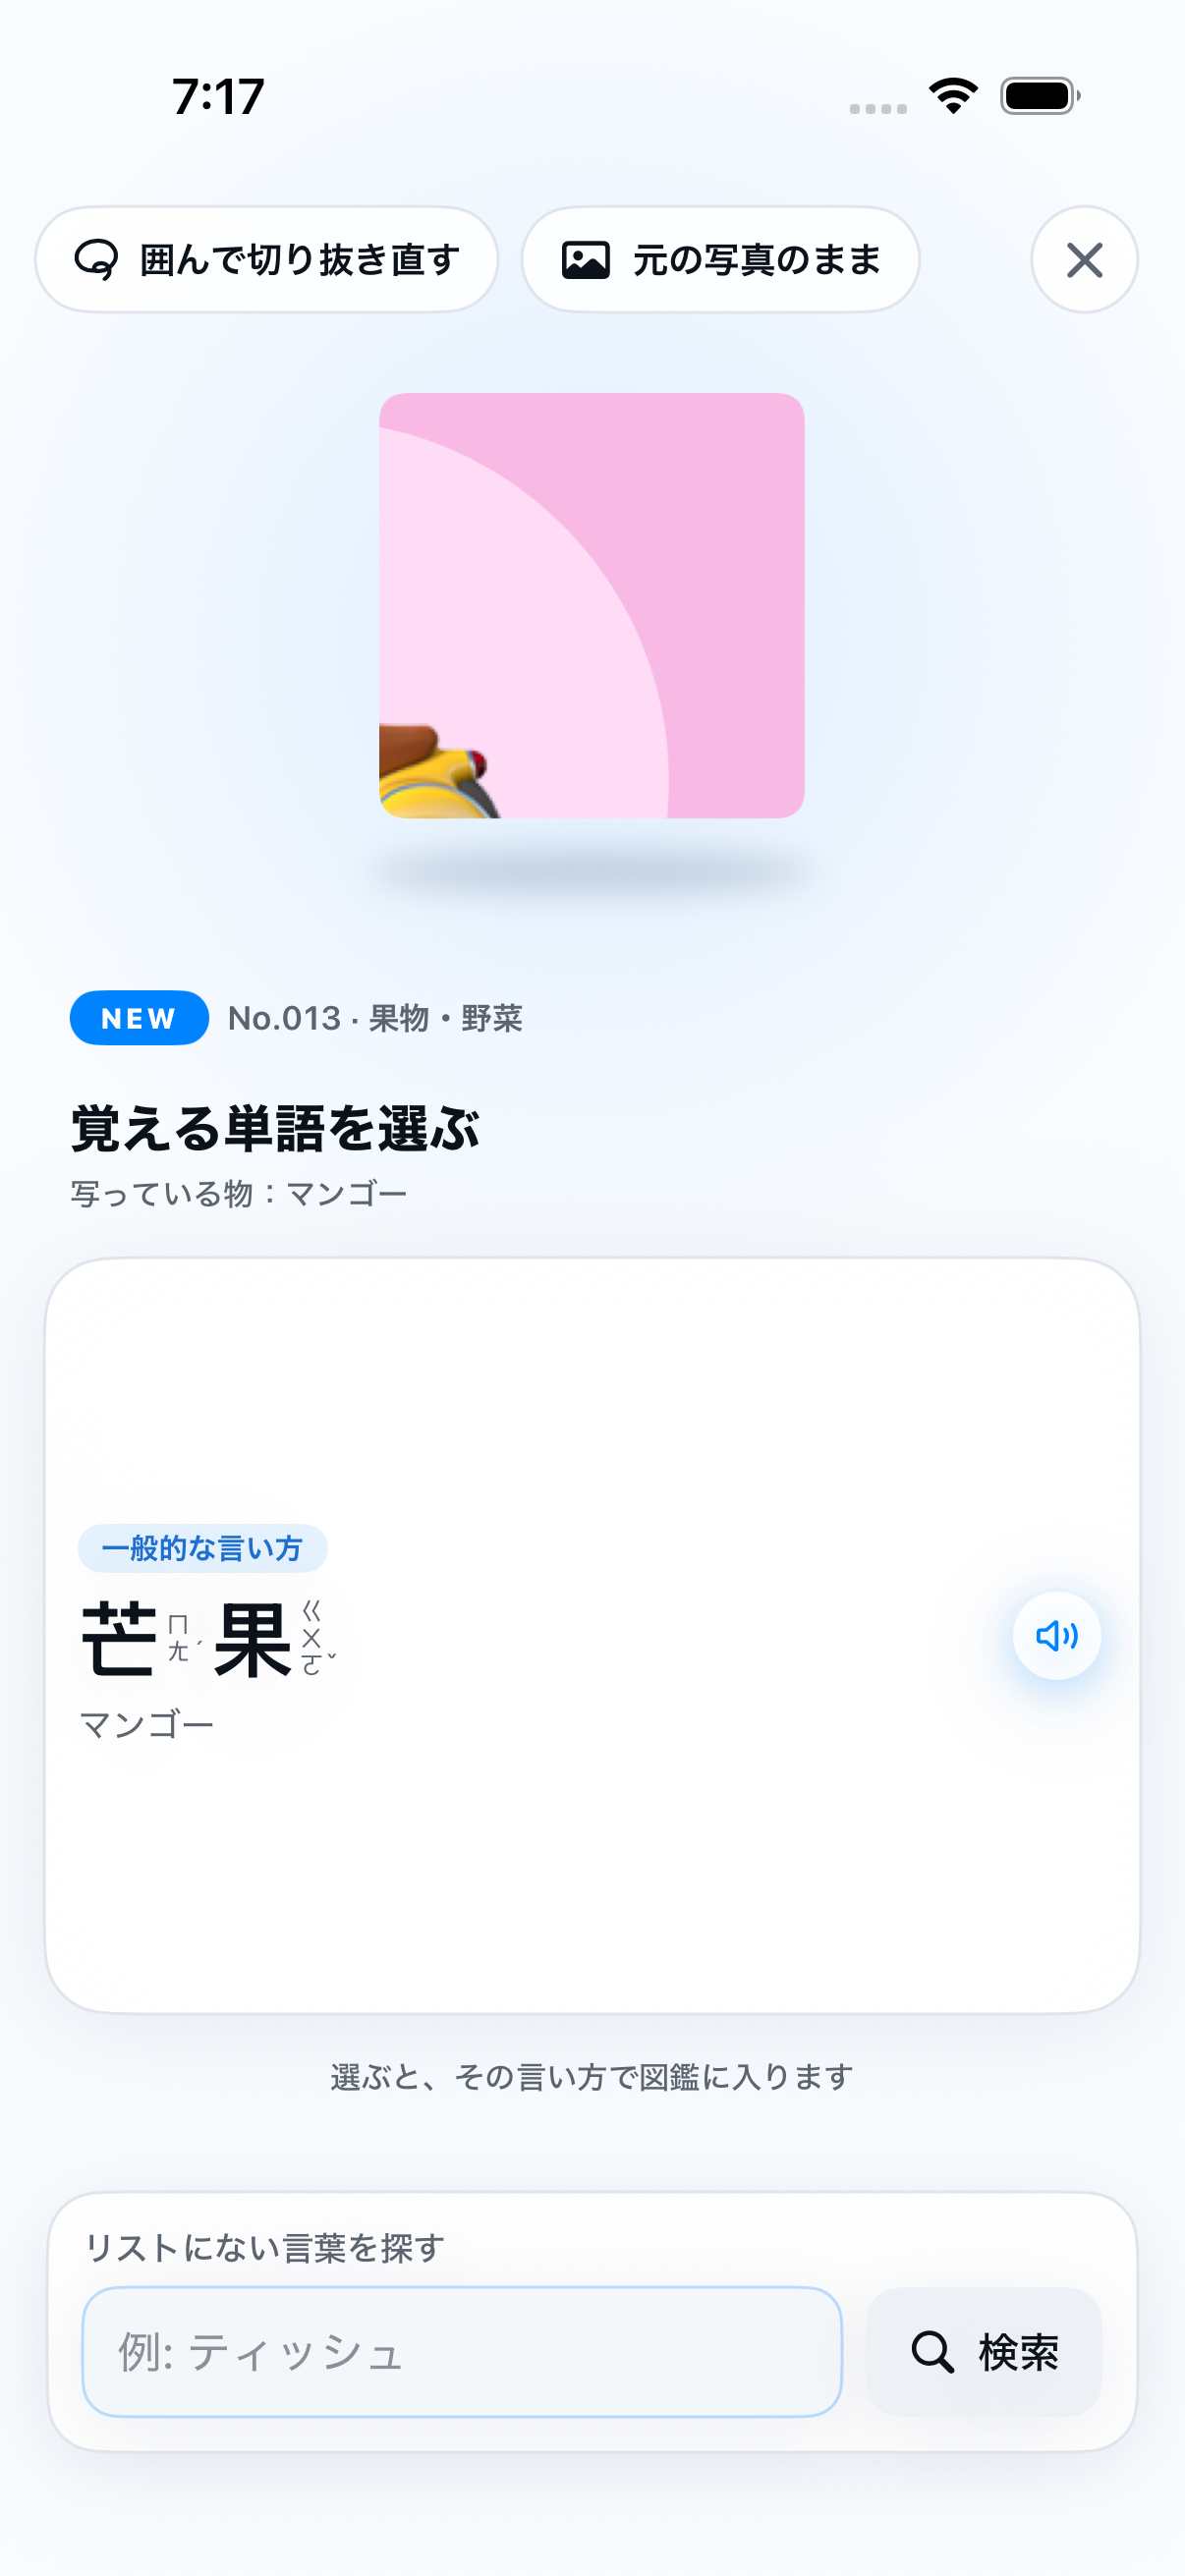 7:17
囲んで切り抜き直す
元の写真のまま
NEW No.013 · 果物・野菜
覚える単語を選ぶ
写っている物：マンゴー
一般的な言い方
芒ㄇㄤˊ果ㄍㄨㄛˇ
マンゴー
選ぶと、その言い方で図鑑に入ります
リストにない言葉を探す
例: ティッシュ
検索